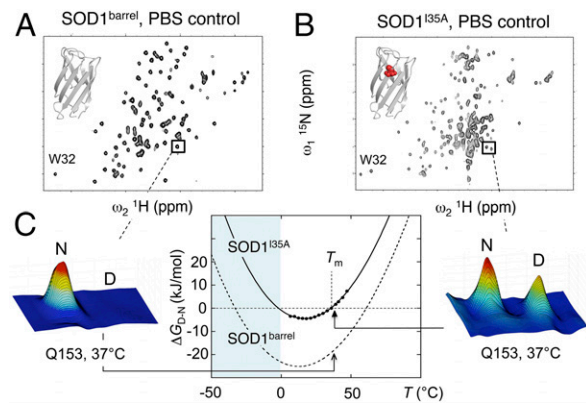 A
SOD1barrel, PBS control
W32
ω2 1H (ppm)
B
SOD1I35A, PBS control
ω1 15N (ppm)
W32
ω2 1H (ppm)
C
N
D
Q153, 37°C
ΔGD-N (kJ/mol)
20
10
0
-10
-20
SOD1I35A
Tm
SOD1barrel
-50
0
50
T (°C)
N
D
Q153, 37°C